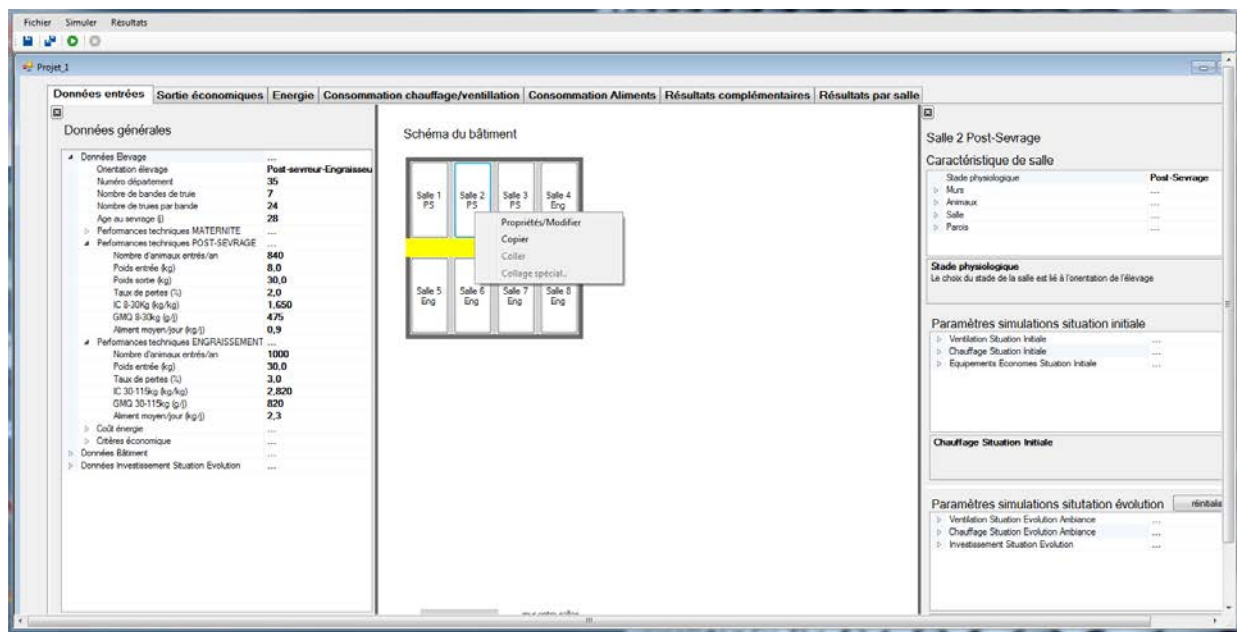 Fichier Simuler Résultats
Projet_1
Données entrées Sortie économiques Energie Consommation chauffage/ventillation Consommation Aliments Résultats complémentaires Résultats par salle
Données générales
Données Elevage ...
Orientation élevage Post-sevreur-Engraisseu
Numéro département 35
Nombre de bandes de truie 7
Nombre de truies par bande 24
Age au sevrage (j) 28
Performances techniques MATERNITE ...
Performances techniques POST-SEVRAGE ...
Nombre d'animaux entrés/an 840
Poids entrée (kg) 8,0
Poids sortie (kg) 30,0
Taux de pertes (%) 2,0
IC 8-30Kg (kg/kg) 1,650
GMQ 8-30kg (g/j) 475
Aliment moyen/jour (kg/j) 0,9
Performances techniques ENGRAISSEMENT ...
Nombre d'animaux entrés/an 1000
Poids entrée (kg) 30,0
Taux de pertes (%) 3,0
IC 30-115kg (kg/kg) 2,820
GMQ 30-115kg (g/j) 820
Aliment moyen/jour (kg/j) 2,3
Coût énergie ...
Critères économique ...
Données Bâtiment ...
Données Investissement Situation Evolution ...
Schéma du bâtiment
Salle 1 Salle 2 Salle 3 Salle 4
PS PS PS Eng
Propriétés/Modifier
Copier
Coller
Collage spécial..
Salle 5 Salle 6 Salle 7 Salle 8
Eng Eng Eng Eng
mur entre salles
Salle 2 Post-Sevrage
Caractéristique de salle
Stade physiologique Post-Sevrage
Murs ...
Animaux ...
Salle ...
Parois ...
Stade physiologique
Le choix du stade de la salle est lié à l'orientation de l'élevage
Paramètres simulations situation initiale
Ventilation Situation Initiale ...
Chauffage Situation Initiale ...
Equipements Economes Situation Initiale ...
Chauffage Situation Initiale
Paramètres simulations situtation évolution réinitialis
Ventilation Situation Evolution Ambiance ...
Chauffage Situation Evolution Ambiance ...
Investissement Situation Evolution ...